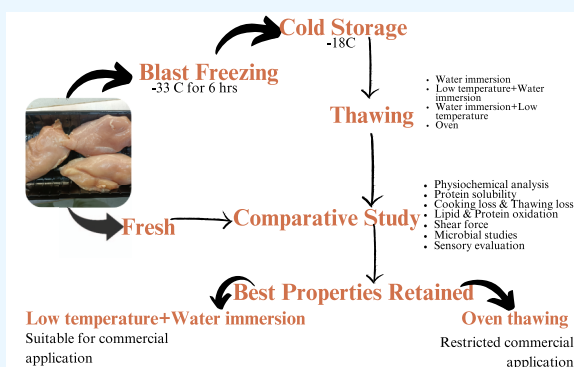 Cold Storage
-18C
Blast Freezing
-33 C for 6 hrs
Thawing
• Water immersion
• Low temperature+Water
immersion
• Water immersion+Low
temperature
• Oven
Fresh
Comparative Study
• Physiochemical analysis
• Protein solubility
• Cooking loss & Thawing loss
• Lipid & Protein oxidation
• Shear force
• Microbial studies
• Sensory evaluation
Best Properties Retained
Low temperature+Water immersion
Suitable for commercial
application
Oven thawing
Restricted commercial
application